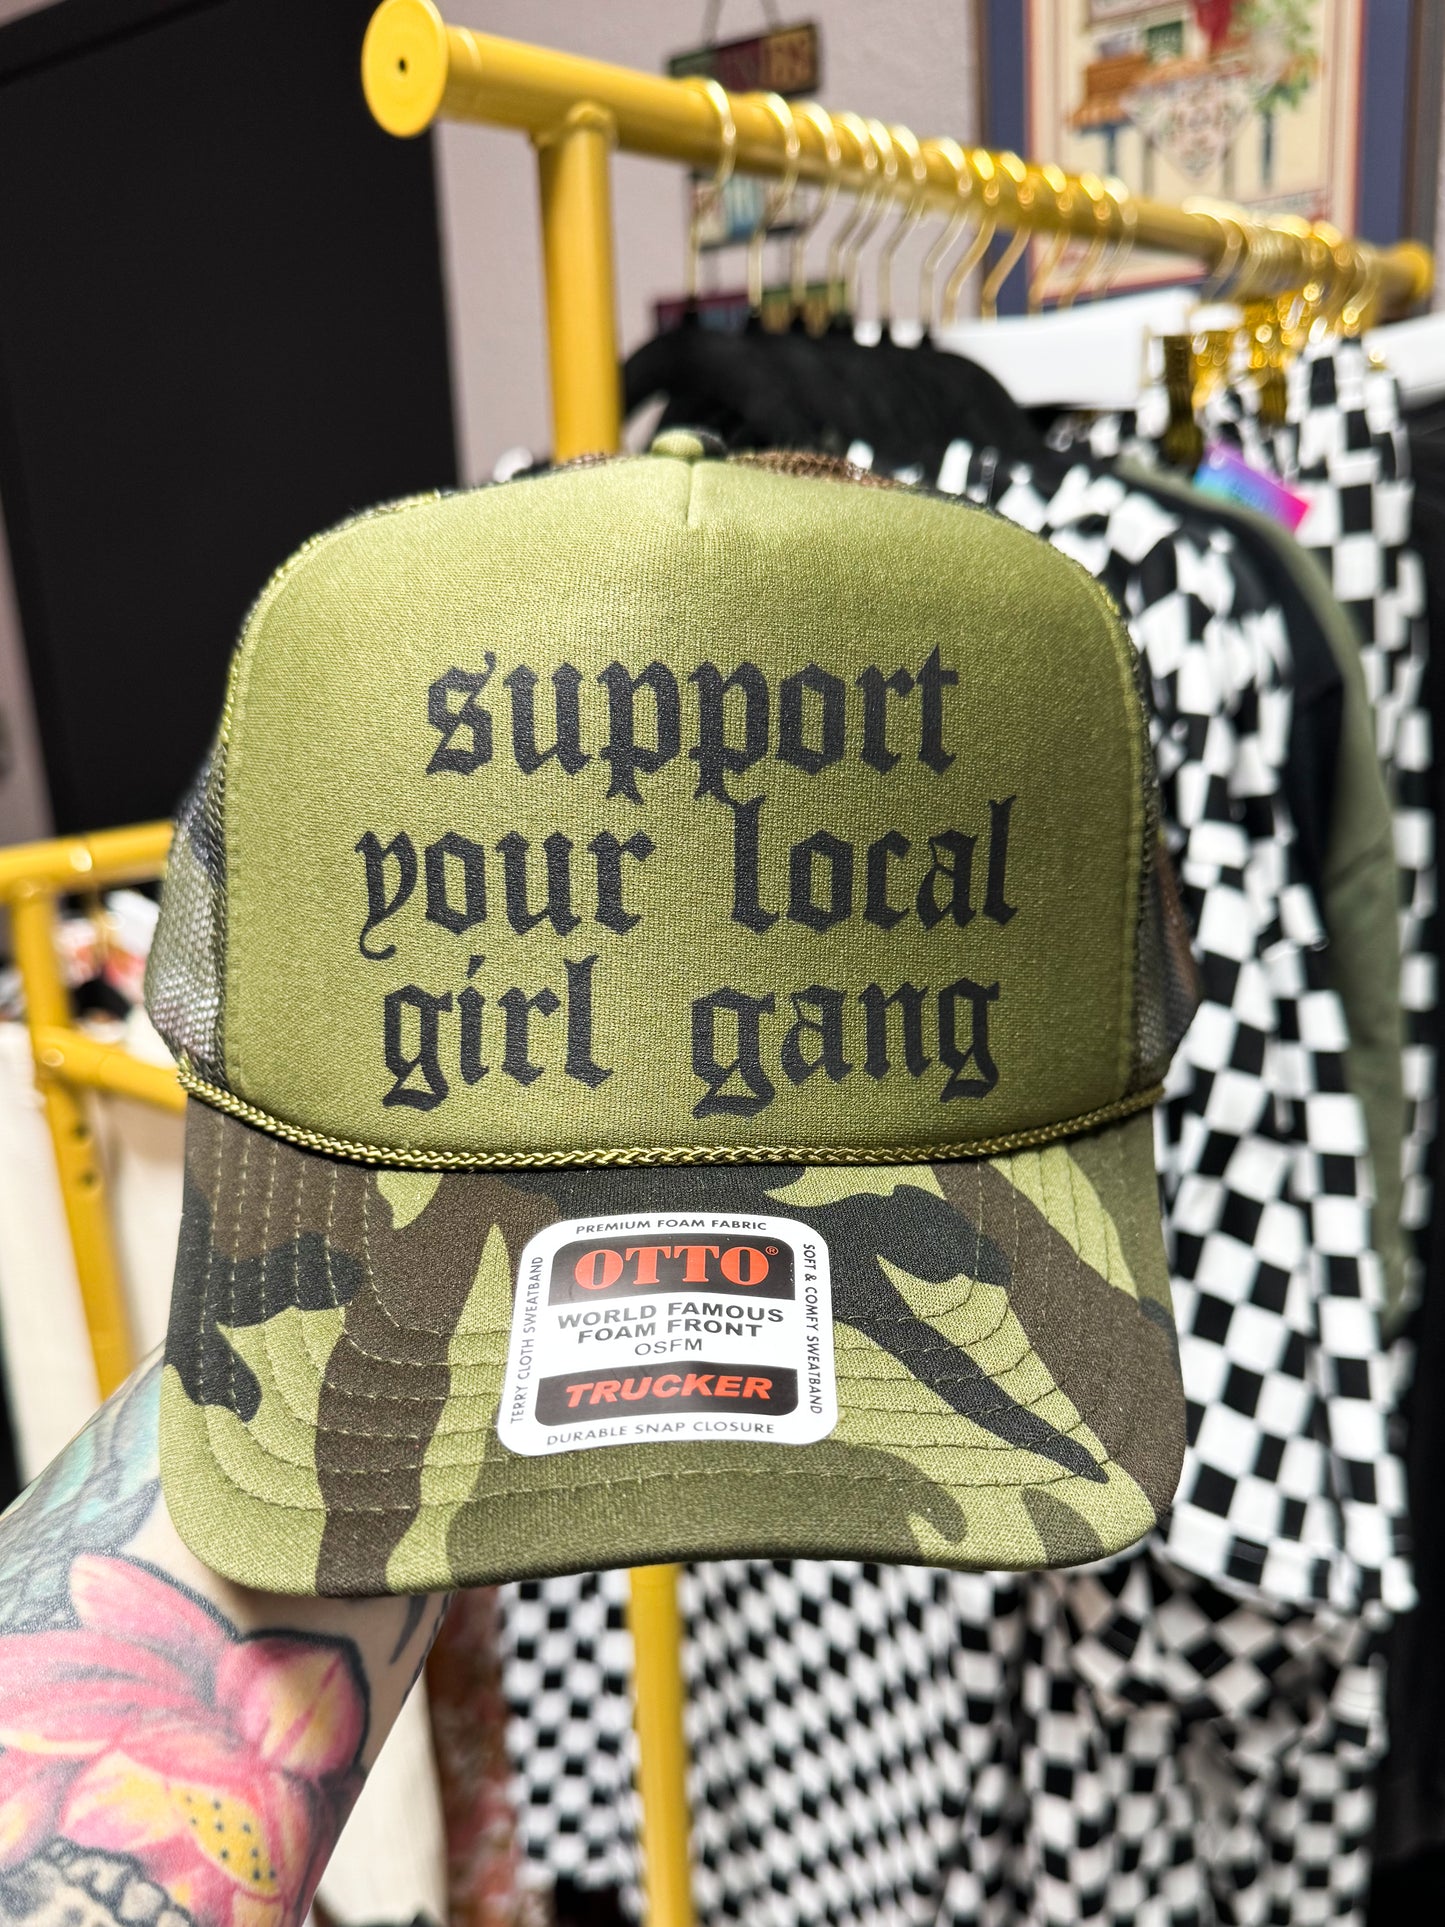 support
your local
girl gang
PREMIUM FOAM FABRIC
OTTO®
WORLD FAMOUS
FOAM FRONT
OSFM
TRUCKER
DURABLE SNAP CLOSURE
TERRY CLOTH SWEATBAND
SOFT & COMFY SWEATBAND